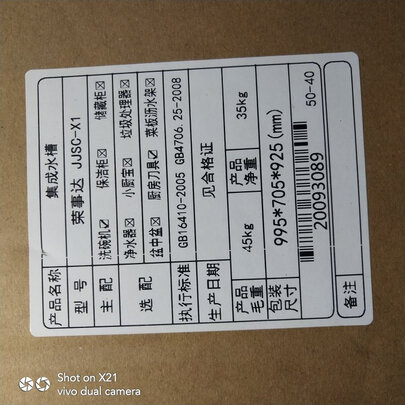 产品名称 集成水槽
型号 荣事达 JJSC-X1
主配 洗碗机☑ 保洁柜☒ 储藏柜☒
选配 净水器☒ 小厨宝☒ 垃圾处理器☒
盆中盆☒ 厨房刀具☒ 菜板沥水架☒
执行标准 GB16410-2005 GB4706.25-2008
生产日期 见合格证
产品毛重 45kg 产品净重 35kg
包装尺寸 995*705*925(mm)
备注 20093089 50-40
Shot on X21
vivo dual camera